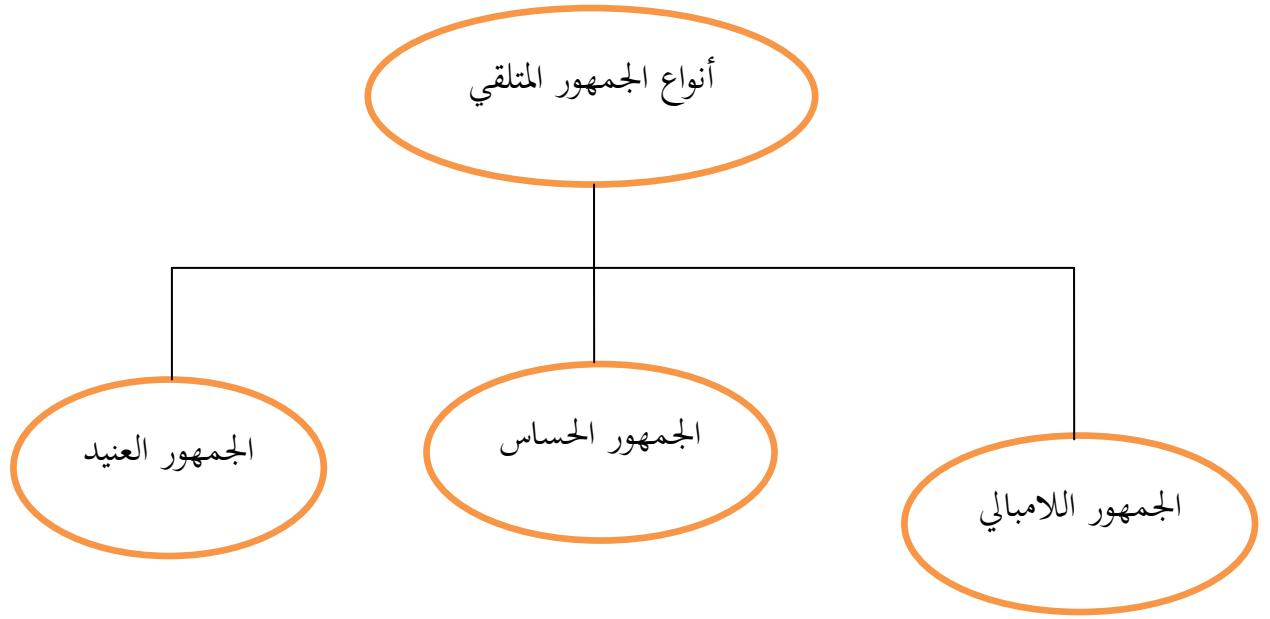 أنواع الجمهور المتلقي
الجمهور اللامبالي
الجمهور الحساس
الجمهور العنيد